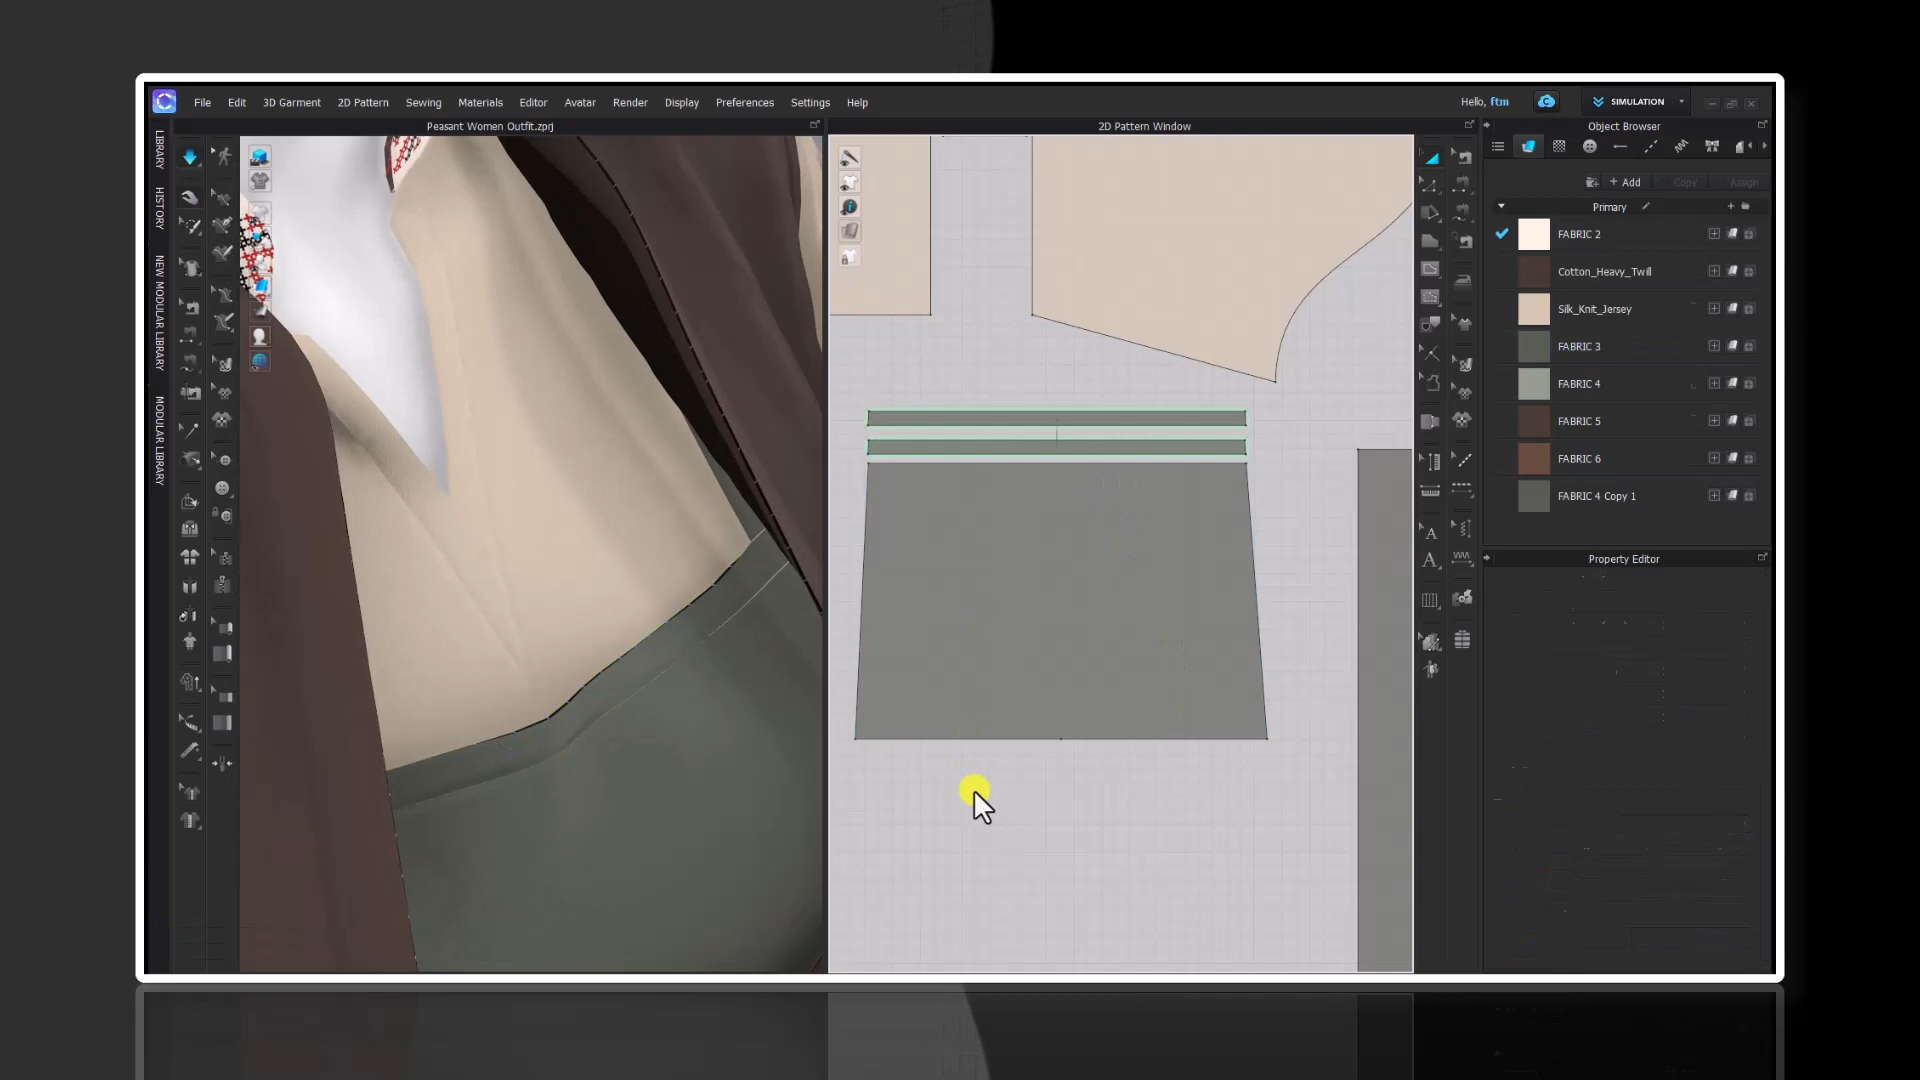 File Edit 3D Garment 2D Pattern Sewing Materials Editor Avatar Render Display Preferences Settings Help
Hello, ftm
SIMULATION
Peasant Women Outfit.zprj
2D Pattern Window
Object Browser
LIBRARY
HISTORY
NEW MODULAR LIBRARY
MODULAR LIBRARY
+ Add
Copy
Assign
Primary
FABRIC 2
Cotton_Heavy_Twill
Silk_Knit_Jersey
FABRIC 3
FABRIC 4
FABRIC 5
FABRIC 6
FABRIC 4 Copy 1
Property Editor